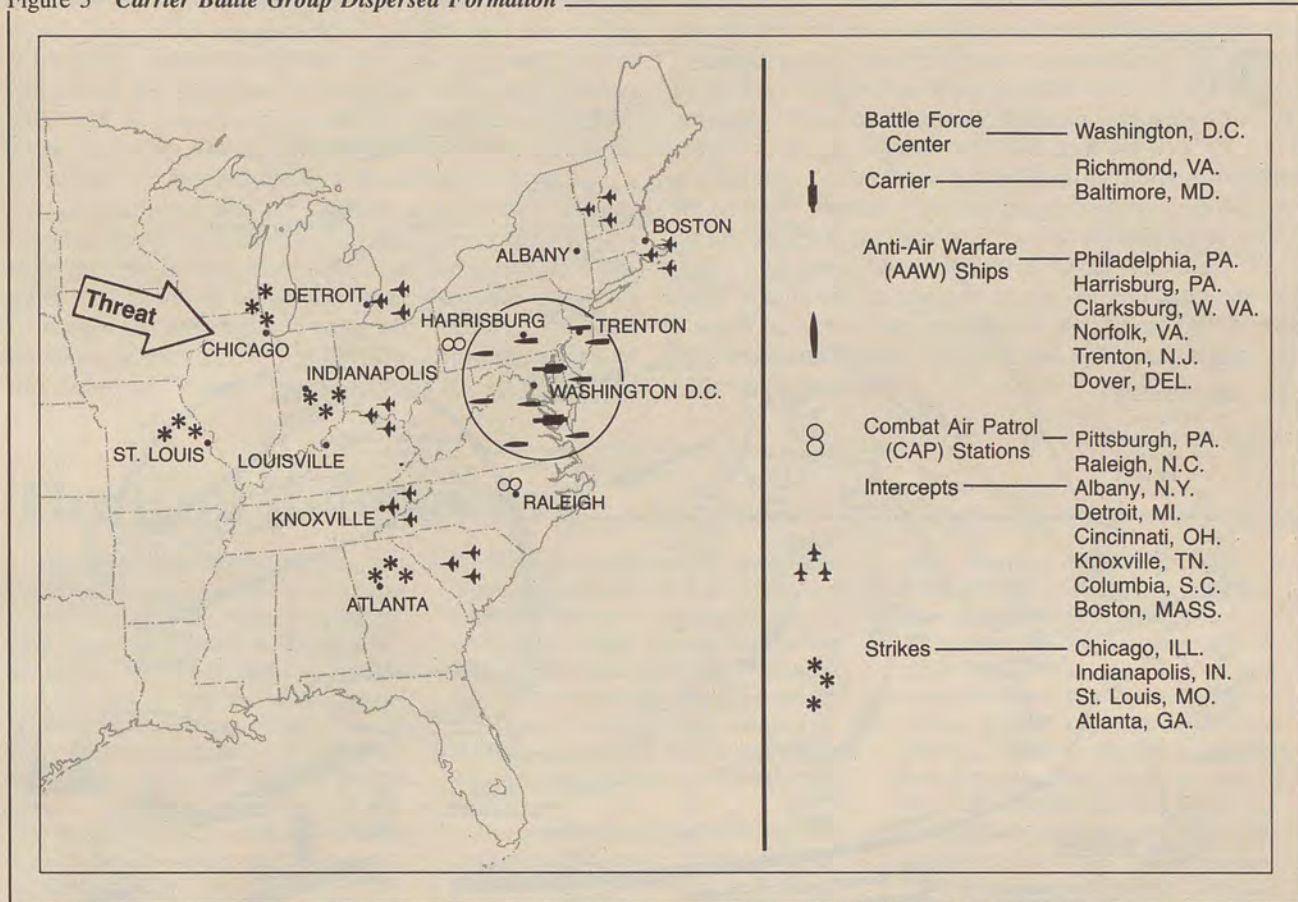 Figure 5 Carrier Battle Group Dispersed Formation
Threat
DETROIT
CHICAGO
INDIANAPOLIS
ST. LOUIS
LOUISVILLE
KNOXVILLE
ATLANTA
ALBANY
BOSTON
HARRISBURG
TRENTON
WASHINGTON D.C.
RALEIGH
Battle Force
Center
Washington, D.C.
Carrier
Richmond, VA.
Baltimore, MD.
Anti-Air Warfare
(AAW) Ships
Philadelphia, PA.
Harrisburg, PA.
Clarksburg, W. VA.
Norfolk, VA.
Trenton, N.J.
Dover, DEL.
Combat Air Patrol
(CAP) Stations
Pittsburgh, PA.
Raleigh, N.C.
Intercepts
Albany, N.Y.
Detroit, MI.
Cincinnati, OH.
Knoxville, TN.
Columbia, S.C.
Boston, MASS.
Strikes
Chicago, ILL.
Indianapolis, IN.
St. Louis, MO.
Atlanta, GA.